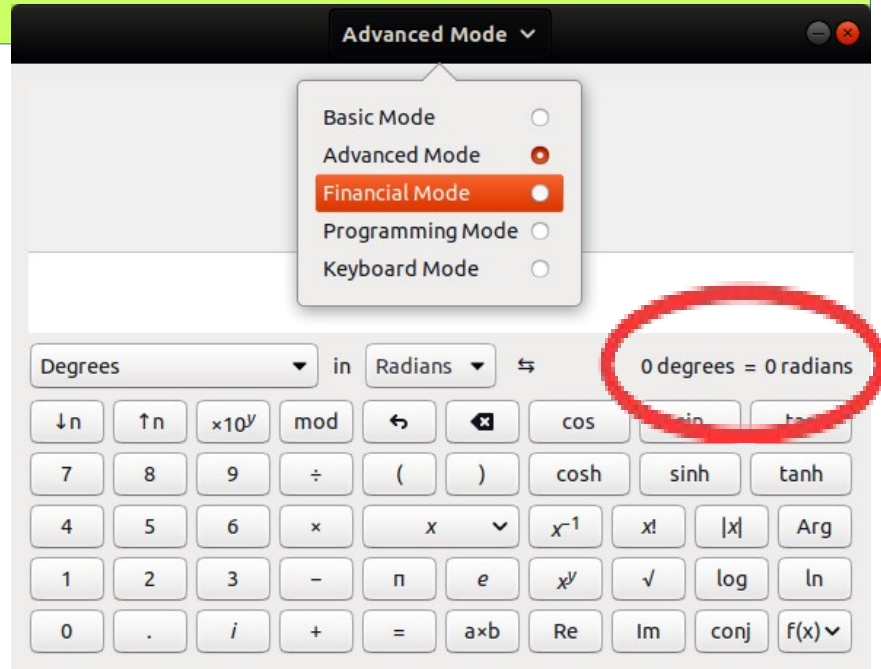 Advanced Mode
Basic Mode
Advanced Mode
Financial Mode
Programming Mode
Keyboard Mode
Degrees in Radians ⇆ 0 degrees = 0 radians
↓n ↑n ×10^y mod cos sin tan
7 8 9 ÷ ( ) cosh sinh tanh
4 5 6 × x x⁻¹ x! |x| Arg
1 2 3 − π e x^y √ log ln
0 . i + = a×b Re Im conj f(x)